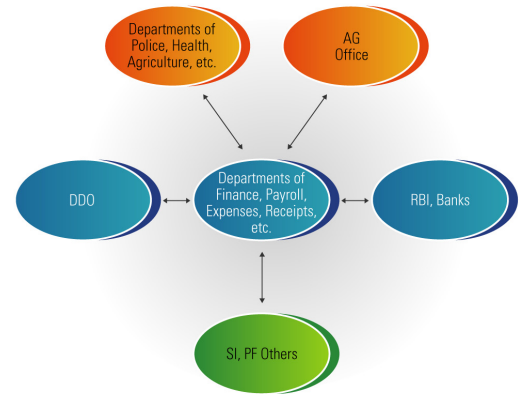 Departments of
Police, Health,
Agriculture, etc.
AG
Office
DDO
Departments of
Finance, Payroll,
Expenses, Receipts,
etc.
RBI, Banks
SI, PF Others